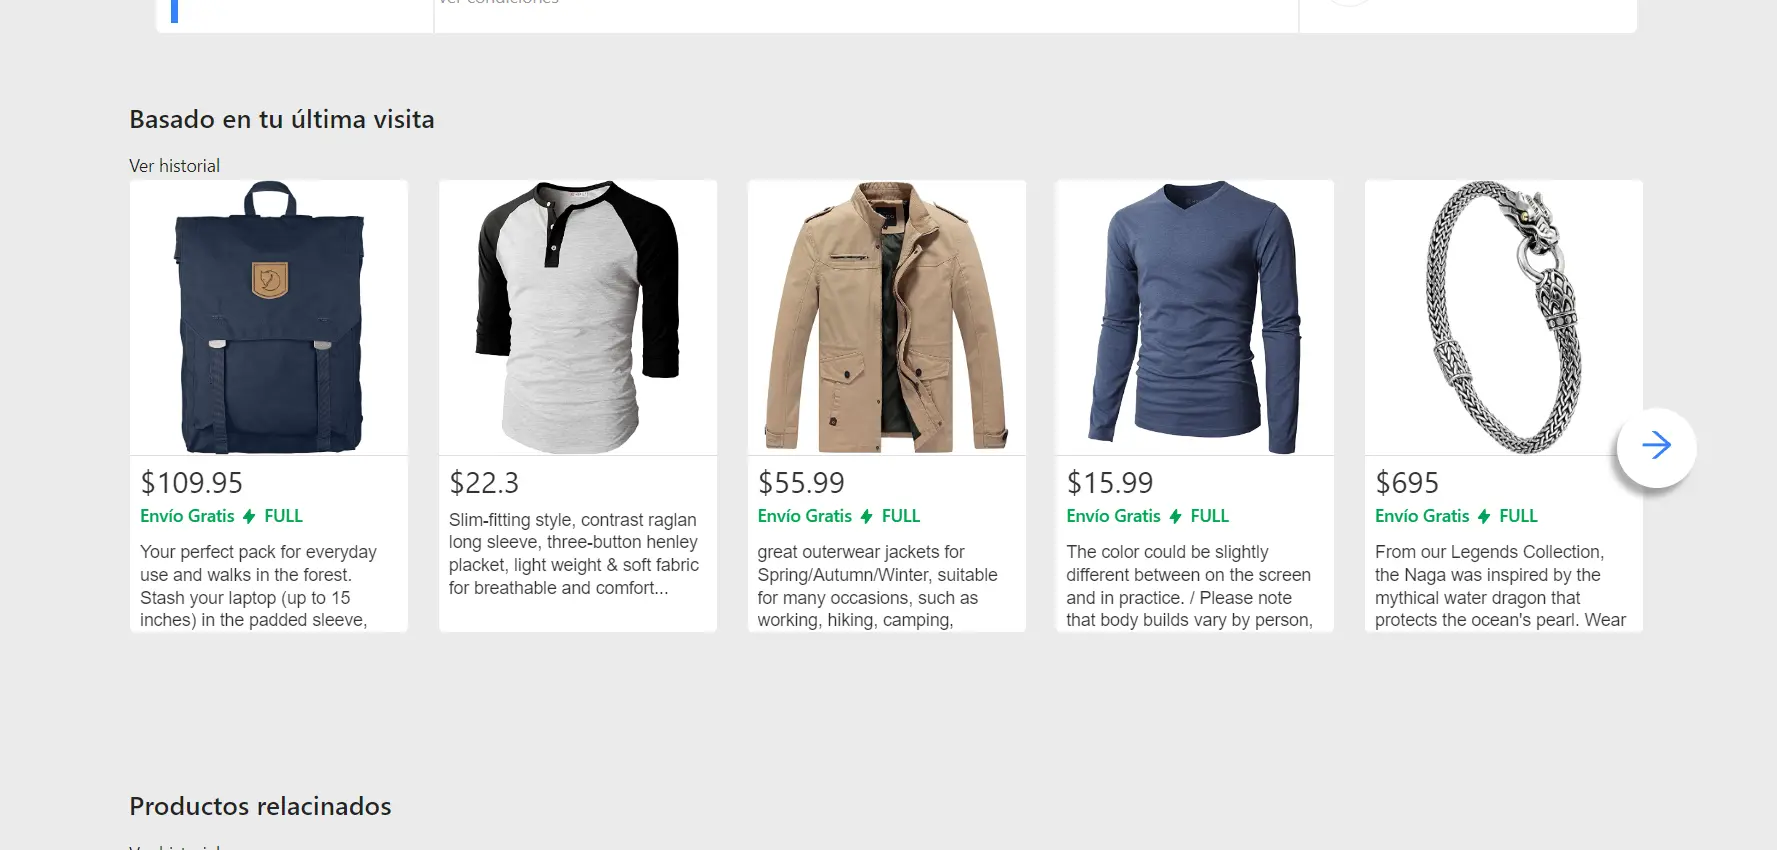 Ver condiciones
Basado en tu última visita
Ver historial
$109.95
Envío Gratis FULL
Your perfect pack for everyday
use and walks in the forest.
Stash your laptop (up to 15
inches) in the padded sleeve,
$22.3
Slim-fitting style, contrast raglan
long sleeve, three-button henley
placket, light weight & soft fabric
for breathable and comfort...
$55.99
Envío Gratis FULL
great outerwear jackets for
Spring/Autumn/Winter, suitable
for many occasions, such as
working, hiking, camping,
$15.99
Envío Gratis FULL
The color could be slightly
different between on the screen
and in practice. / Please note
that body builds vary by person,
$695
Envío Gratis FULL
From our Legends Collection,
the Naga was inspired by the
mythical water dragon that
protects the ocean's pearl. Wear
Productos relacinados
Ver historial